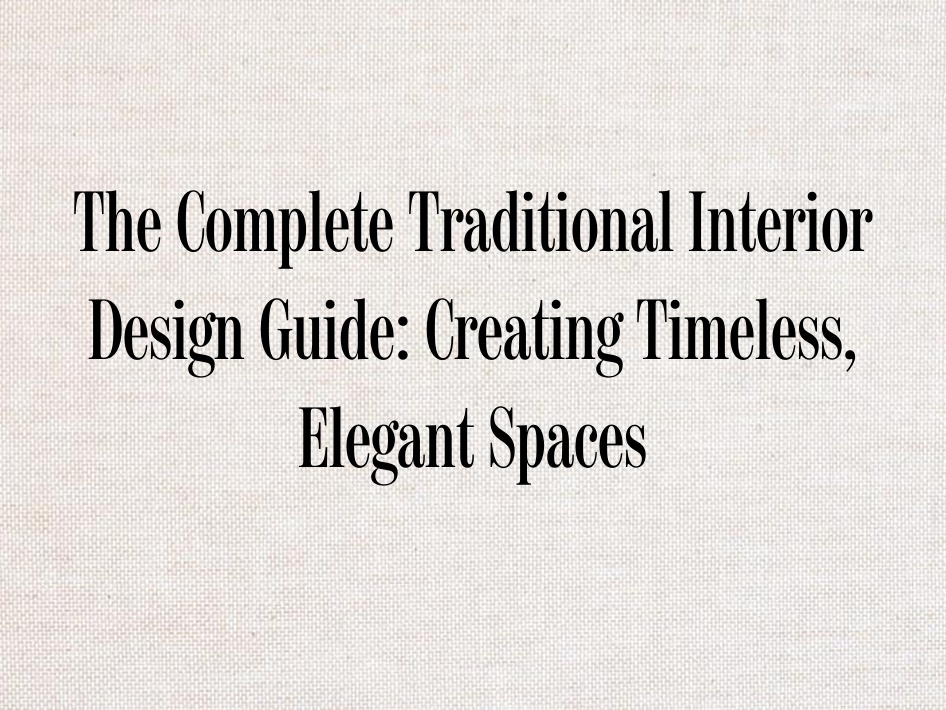 The Complete Traditional Interior
Design Guide: Creating Timeless,
Elegant Spaces